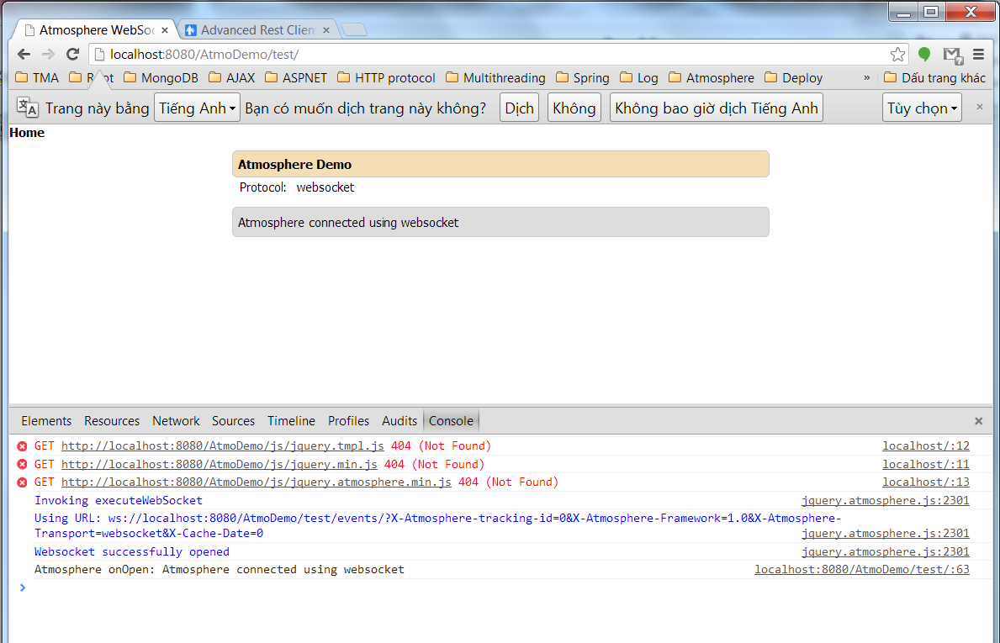 Atmosphere WebSoc
Advanced Rest Clien
localhost:8080/AtmoDemo/test/
TMA MongoDB AJAX ASPNET HTTP protocol Multithreading Spring Log Atmosphere Deploy » Dấu trang khác
Trang này bằng Tiếng Anh Bạn có muốn dịch trang này không? Dịch Không Không bao giờ dịch Tiếng Anh Tùy chọn
Home
Atmosphere Demo
Protocol: websocket
Atmosphere connected using websocket
Elements Resources Network Sources Timeline Profiles Audits Console
GET http://localhost:8080/AtmoDemo/js/jquery.tmpl.js 404 (Not Found) localhost/:12
GET http://localhost:8080/AtmoDemo/js/jquery.min.js 404 (Not Found) localhost/:11
GET http://localhost:8080/AtmoDemo/js/jquery.atmosphere.min.js 404 (Not Found) localhost/:13
Invoking executeWebSocket jquery.atmosphere.js:2301
Using URL: ws://localhost:8080/AtmoDemo/test/events/?X-Atmosphere-tracking-id=0&X-Atmosphere-Framework=1.0&X-Atmosphere-
Transport=websocket&X-Cache-Date=0 jquery.atmosphere.js:2301
Websocket successfully opened jquery.atmosphere.js:2301
Atmosphere onOpen: Atmosphere connected using websocket localhost:8080/AtmoDemo/test/:63